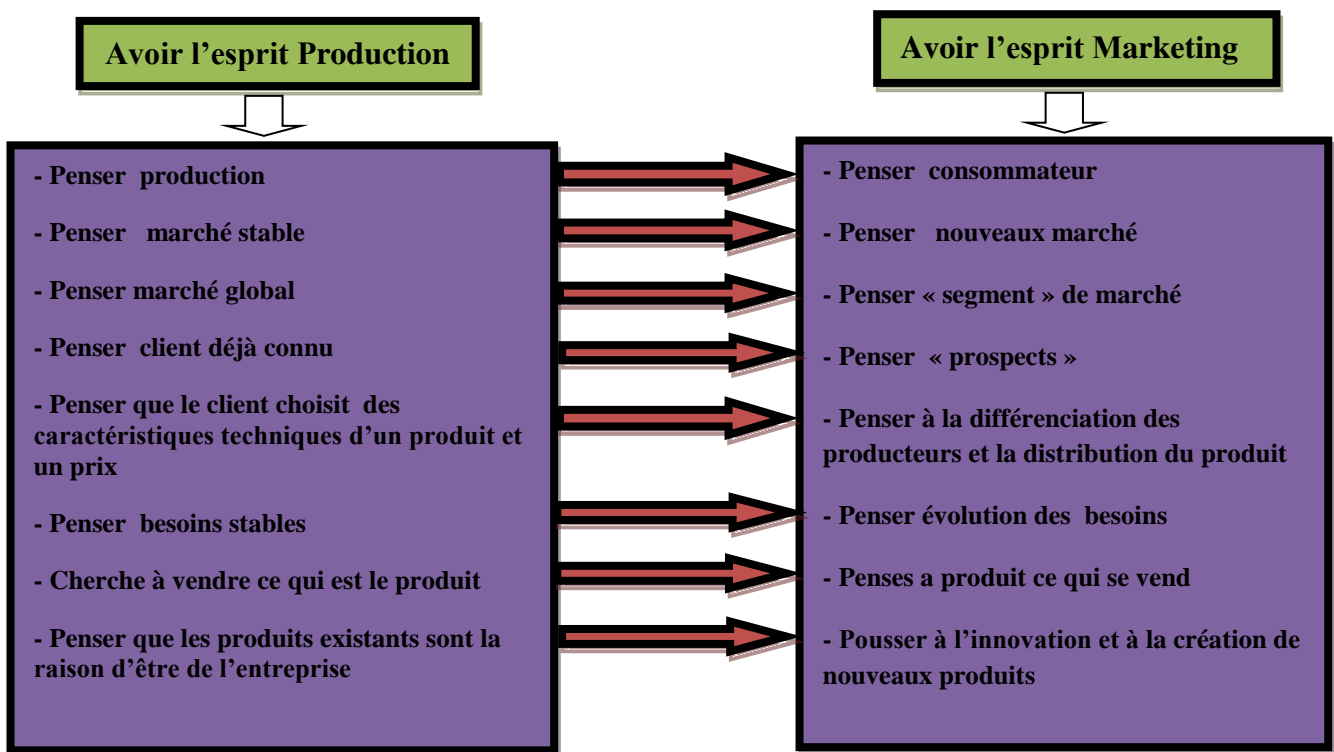 Avoir l’esprit Production
- Penser production
- Penser marché stable
- Penser marché global
- Penser client déjà connu
- Penser que le client choisit des
caractéristiques techniques d’un produit et
un prix
- Penser besoins stables
- Cherche à vendre ce qui est le produit
- Penser que les produits existants sont la
raison d’être de l’entreprise
Avoir l’esprit Marketing
- Penser consommateur
- Penser nouveaux marché
- Penser « segment » de marché
- Penser « prospects »
- Penser à la différenciation des
producteurs et la distribution du produit
- Penser évolution des besoins
- Penses a produit ce qui se vend
- Pousser à l’innovation et à la création de
nouveaux produits